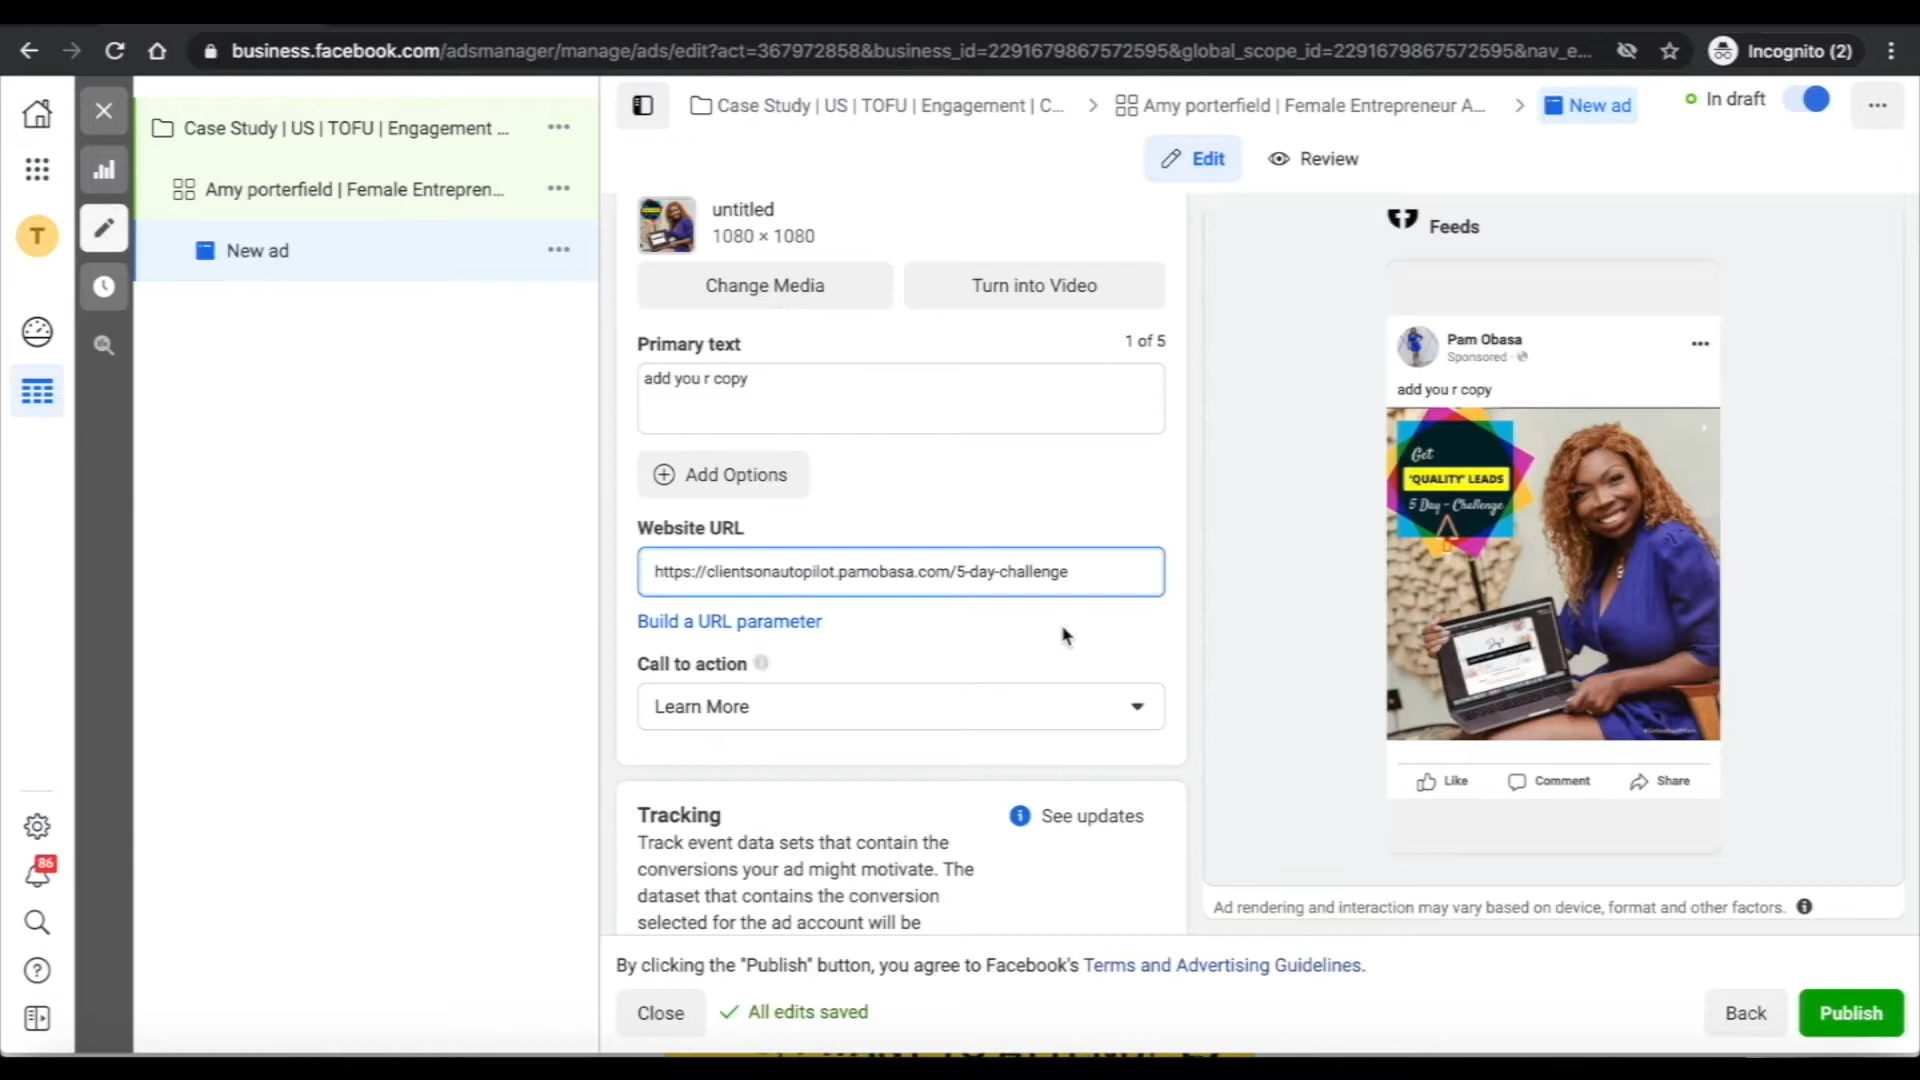 business.facebook.com/adsmanager/manage/ads/edit?act=367972858&business_id=2291679867572595&global_scope_id=2291679867572595&nav_e...
Incognito (2)
Case Study | US | TOFU | Engagement ...
Amy porterfield | Female Entrepren...
New ad
T
86
Case Study | US | TOFU | Engagement | C...
Amy porterfield | Female Entrepreneur A...
New ad
In draft
Edit
Review
untitled
1080 × 1080
Change Media
Turn into Video
Primary text
1 of 5
add you r copy
Add Options
Website URL
https://clientsonautopilot.pamobasa.com/5-day-challenge
Build a URL parameter
Call to action
Learn More
Tracking
See updates
Track event data sets that contain the
conversions your ad might motivate. The
dataset that contains the conversion
selected for the ad account will be
Feeds
Pam Obasa
Sponsored ·
add you r copy
Get
'QUALITY' LEADS
5 Day - Challenge
Like
Comment
Share
Ad rendering and interaction may vary based on device, format and other factors.
By clicking the "Publish" button, you agree to Facebook's Terms and Advertising Guidelines.
Close
All edits saved
Back
Publish